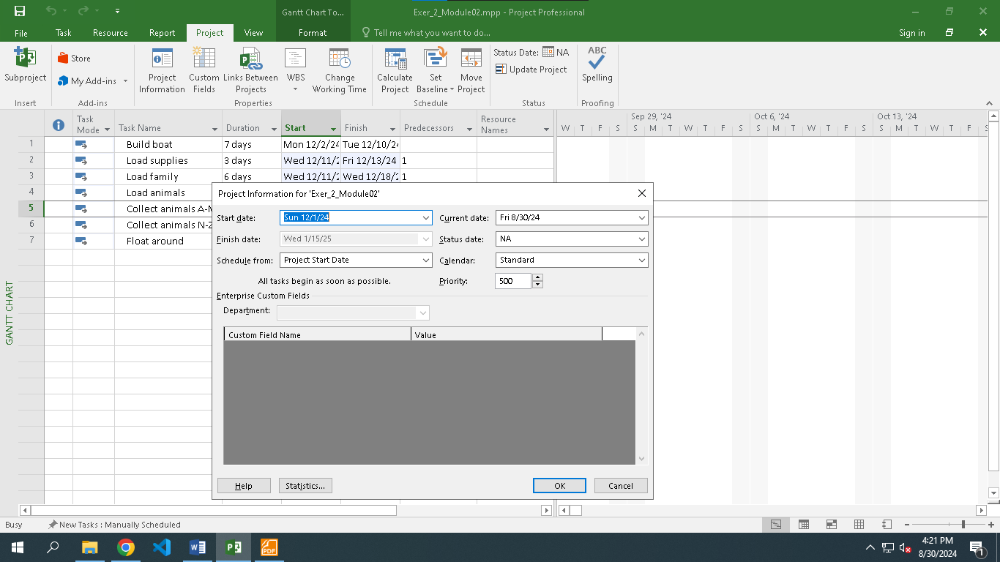 Gantt Chart To...
Exer_2_Module02.mpp - Project Professional
File Task Resource Report Project View Format Tell me what you want to do... Sign in
Subproject
Insert
Store
My Add-ins
Add-ins
Project Information
Custom Fields
Links Between Projects
WBS
Change Working Time
Properties
Calculate Project
Set Baseline
Move Project
Schedule
Status Date: NA
Update Project
Status
ABC
Spelling
Proofing
Task Mode Task Name Duration Start Finish Predecessors Resource Names
Sep 29, '24 Oct 6, '24 Oct 13, '24
W T F S S M T W T F S S M T W T F S S M T W T F S
1 Build boat 7 days Mon 12/2/24 Tue 12/10/24
2 Load supplies 3 days Wed 12/11/2 Fri 12/13/24 1
3 Load family 6 days Wed 12/11/2 Wed 12/18/2 1
4 Load animals
5 Collect animals A-M
6 Collect animals N-Z
7 Float around
GANTT CHART
Project Information for 'Exer_2_Module02'
Start date: Sun 12/1/24 Current date: Fri 8/30/24
Finish date: Wed 1/15/25 Status date: NA
Schedule from: Project Start Date Calendar: Standard
All tasks begin as soon as possible. Priority: 500
Enterprise Custom Fields
Department:
Custom Field Name Value
Help Statistics... OK Cancel
Busy New Tasks : Manually Scheduled
4:21 PM
8/30/2024
1